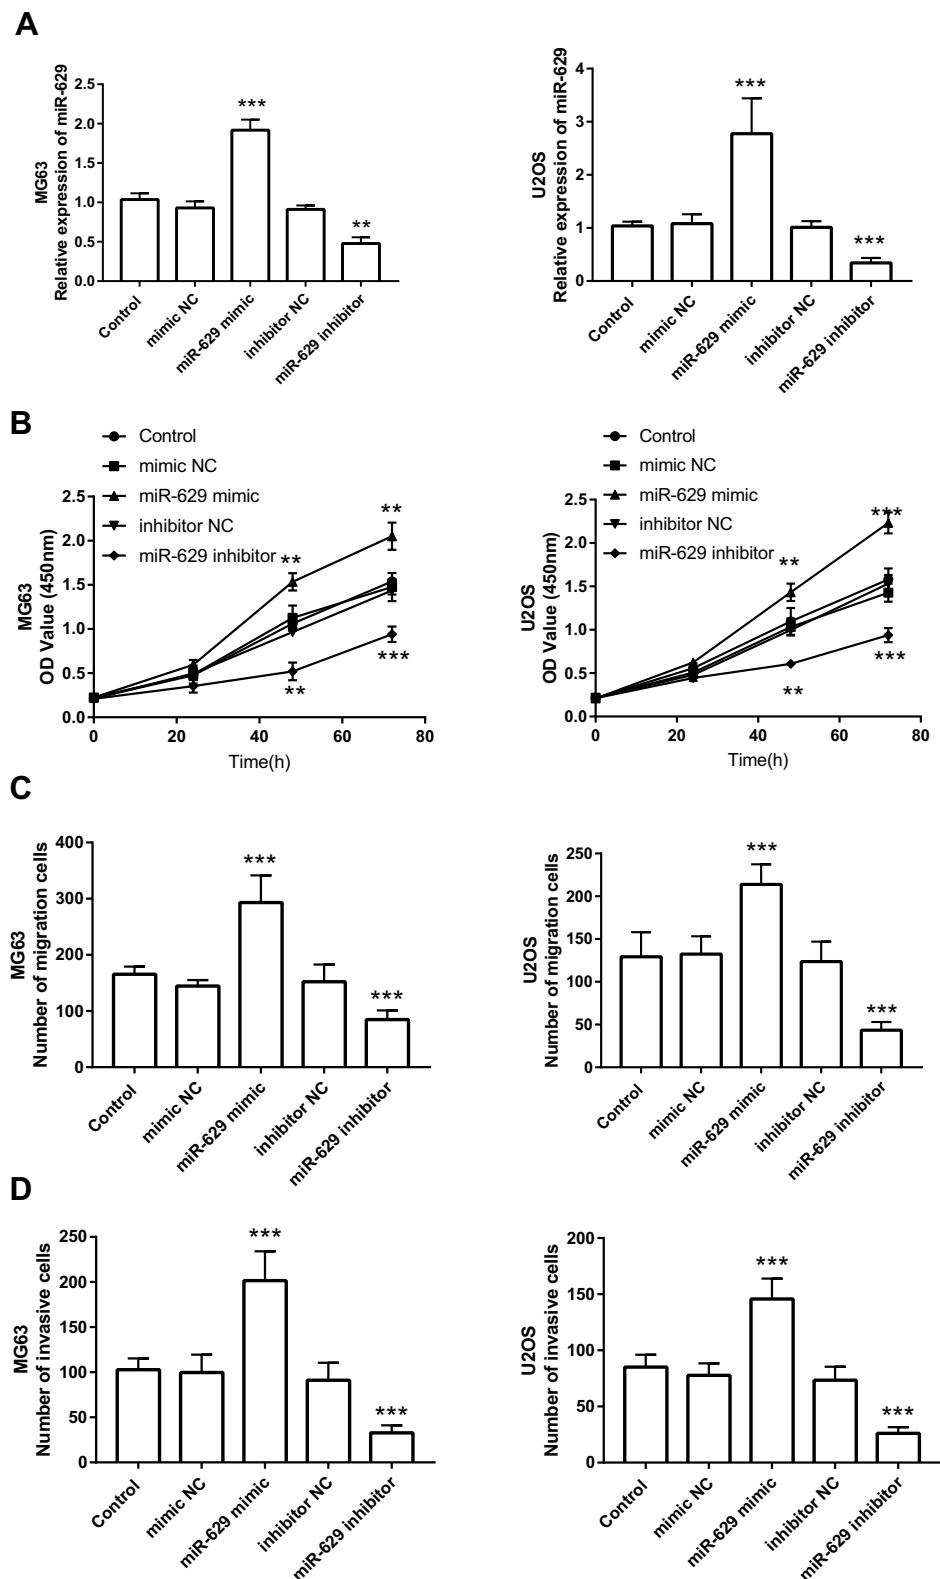 A
MG63
Relative expression of miR-629
2.5
2.0
1.5
1.0
0.5
0.0
***
**
Control
mimic NC
miR-629 mimic
inhibitor NC
miR-629 inhibitor
U2OS
Relative expression of miR-629
4
3
2
1
0
***
***
Control
mimic NC
miR-629 mimic
inhibitor NC
miR-629 inhibitor
B
Control
mimic NC
miR-629 mimic
inhibitor NC
miR-629 inhibitor
MG63
OD Value (450nm)
2.5
2.0
1.5
1.0
0.5
0.0
**
**
**
***
0
20
40
60
80
Time(h)
Control
mimic NC
miR-629 mimic
inhibitor NC
miR-629 inhibitor
U2OS
OD Value (450nm)
2.5
2.0
1.5
1.0
0.5
0.0
**
***
**
***
0
20
40
60
80
Time(h)
C
MG63
Number of migration cells
400
300
200
100
0
***
***
Control
mimic NC
miR-629 mimic
inhibitor NC
miR-629 inhibitor
U2OS
Number of migration cells
250
200
150
100
50
0
***
***
Control
mimic NC
miR-629 mimic
inhibitor NC
miR-629 inhibitor
D
MG63
Number of invasive cells
250
200
150
100
50
0
***
***
Control
mimic NC
miR-629 mimic
inhibitor NC
miR-629 inhibitor
U2OS
Number of invasive cells
200
150
100
50
0
***
***
Control
mimic NC
miR-629 mimic
inhibitor NC
miR-629 inhibitor